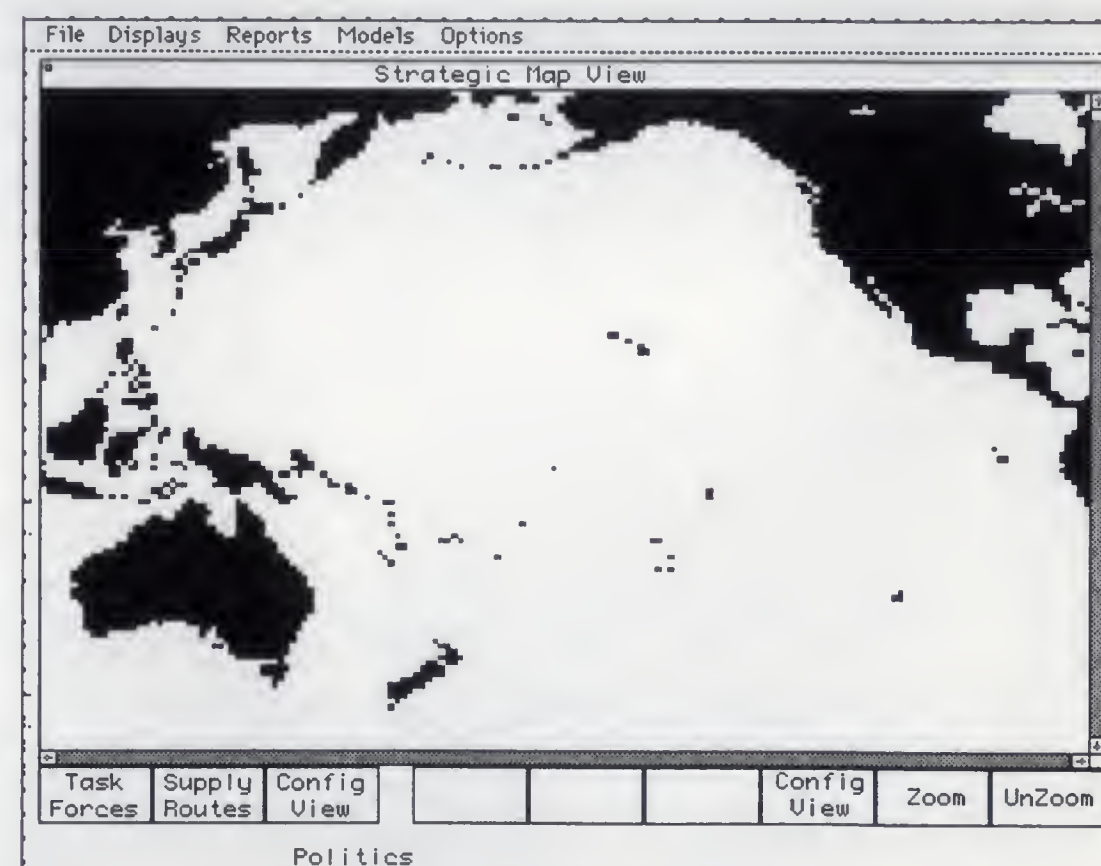 File Displays Reports Models Options
Strategic Map View
Task Forces
Supply Routes
Config View
Config View
Zoom
UnZoom
Politics